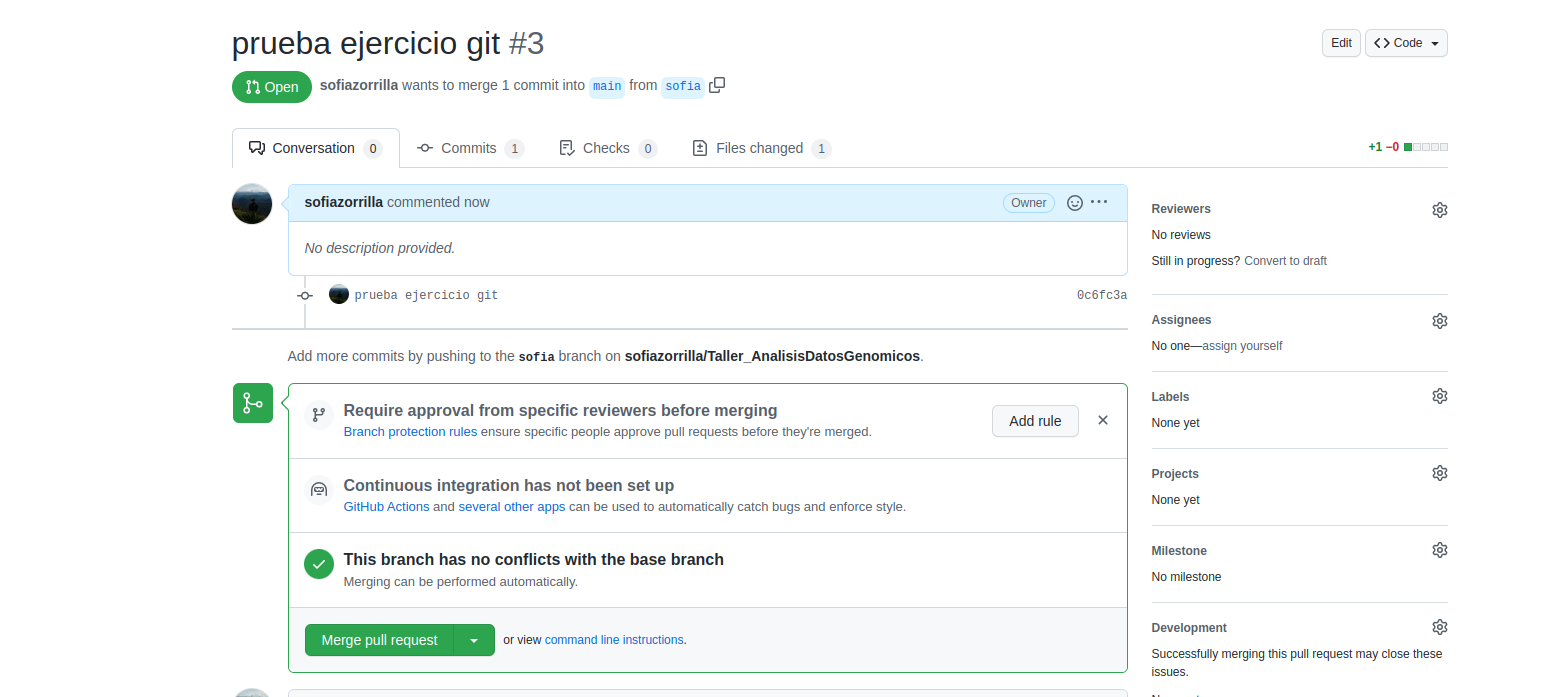 prueba ejercicio git #3
Edit
Code
Open
sofiazorrilla wants to merge 1 commit into main from sofia
Conversation 0
Commits 1
Checks 0
Files changed 1
+1 −0
sofiazorrilla commented now
Owner
No description provided.
prueba ejercicio git
0c6fc3a
Add more commits by pushing to the sofia branch on sofiazorrilla/Taller_AnalisisDatosGenomicos.
Require approval from specific reviewers before merging
Branch protection rules ensure specific people approve pull requests before they're merged.
Add rule
Continuous integration has not been set up
GitHub Actions and several other apps can be used to automatically catch bugs and enforce style.
This branch has no conflicts with the base branch
Merging can be performed automatically.
Merge pull request
or view command line instructions.
Reviewers
No reviews
Still in progress? Convert to draft
Assignees
No one—assign yourself
Labels
None yet
Projects
None yet
Milestone
No milestone
Development
Successfully merging this pull request may close these
issues.